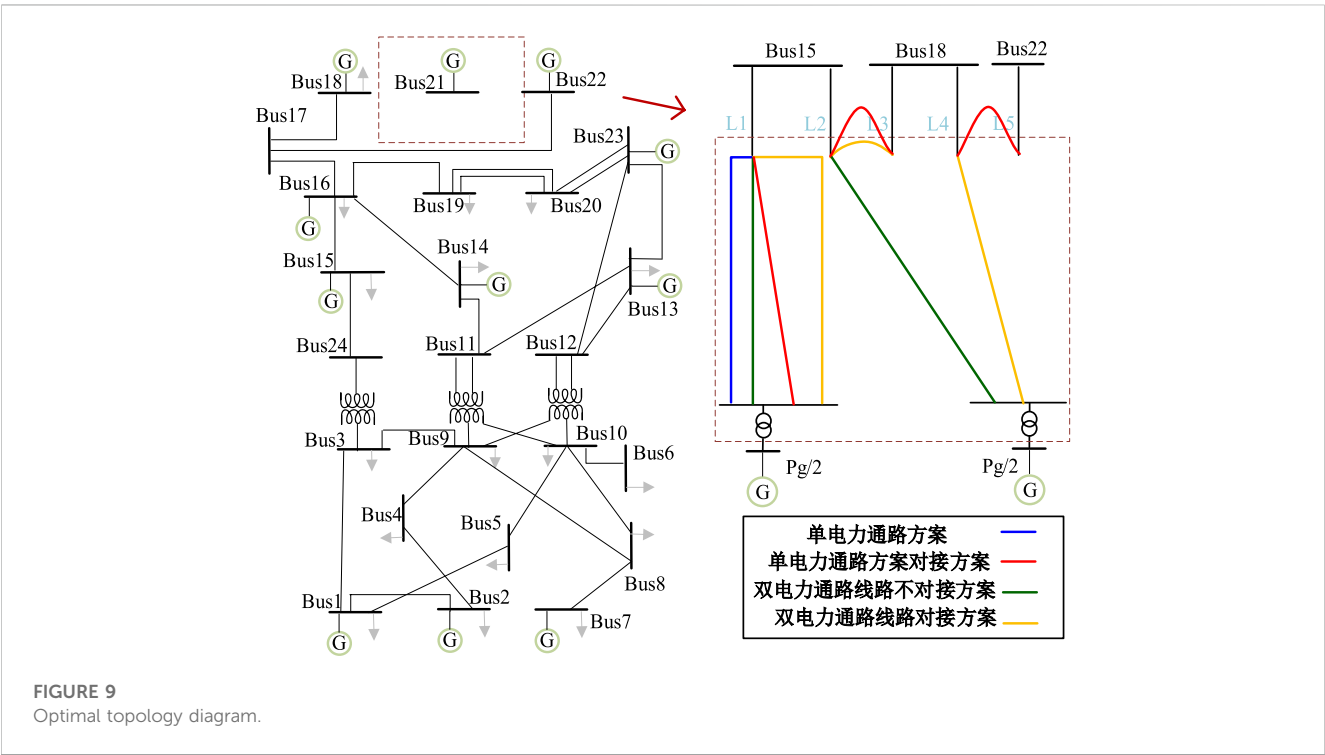 G
Bus18
G
Bus21
G
Bus22
Bus17
Bus23
G
Bus16
G
Bus19
Bus20
Bus14
G
Bus15
G
Bus13
G
Bus24
Bus11
Bus12
Bus3
Bus9
Bus10
Bus6
Bus4
Bus5
Bus8
Bus1
G
Bus2
G
Bus7
G
Bus15
Bus18
Bus22
L1
L2
L3
L4
L5
Pg/2
G
Pg/2
G
单电力通路方案
单电力通路方案对接方案
双电力通路线路不对接方案
双电力通路线路对接方案
FIGURE 9
Optimal topology diagram.